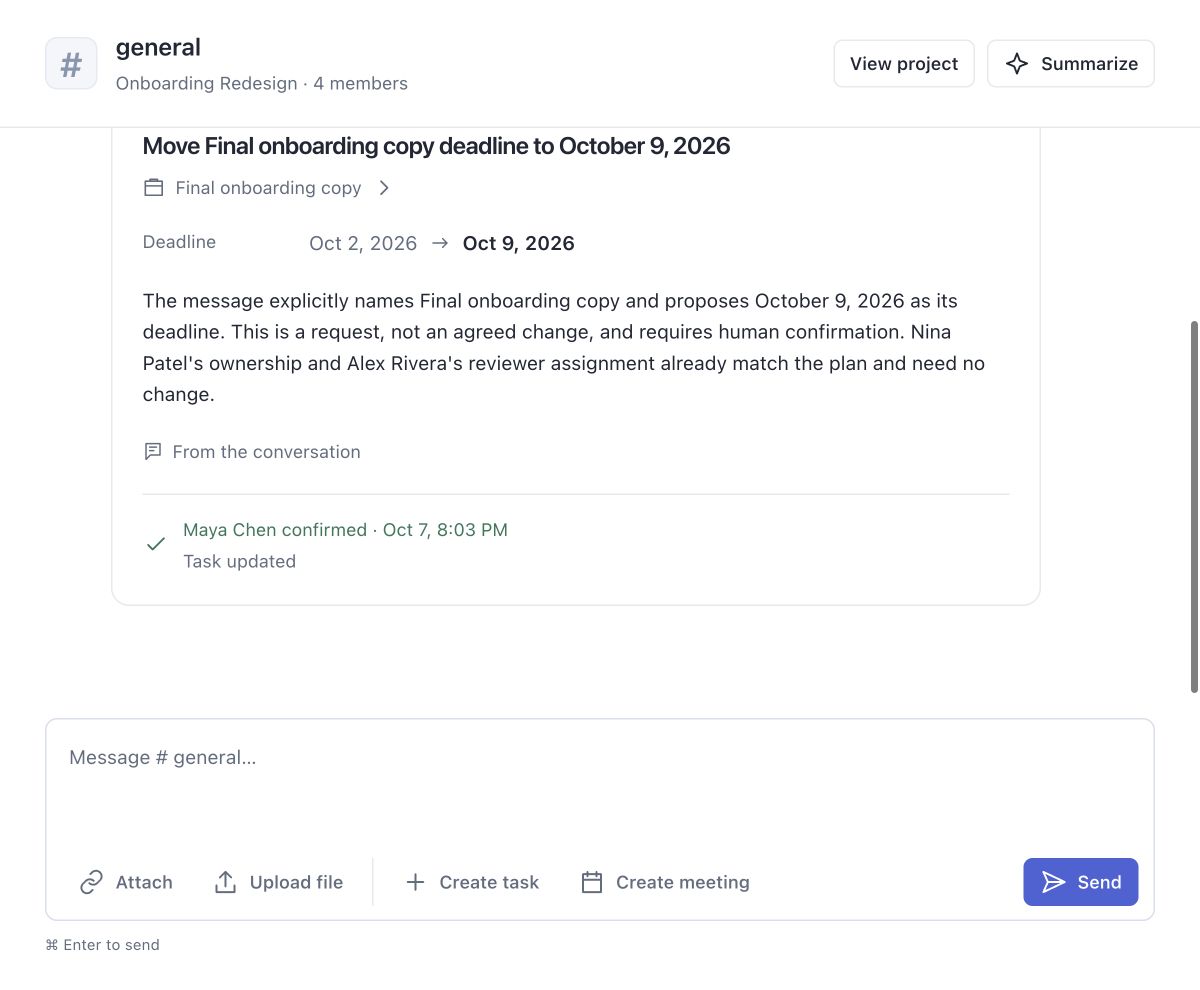 #
general
Onboarding Redesign · 4 members
View project
Summarize
Move Final onboarding copy deadline to October 9, 2026
Final onboarding copy
Deadline
Oct 2, 2026 → Oct 9, 2026
The message explicitly names Final onboarding copy and proposes October 9, 2026 as its
deadline. This is a request, not an agreed change, and requires human confirmation. Nina
Patel's ownership and Alex Rivera's reviewer assignment already match the plan and need no
change.
From the conversation
Maya Chen confirmed · Oct 7, 8:03 PM
Task updated
Message # general...
Attach
Upload file
Create task
Create meeting
Send
⌘ Enter to send